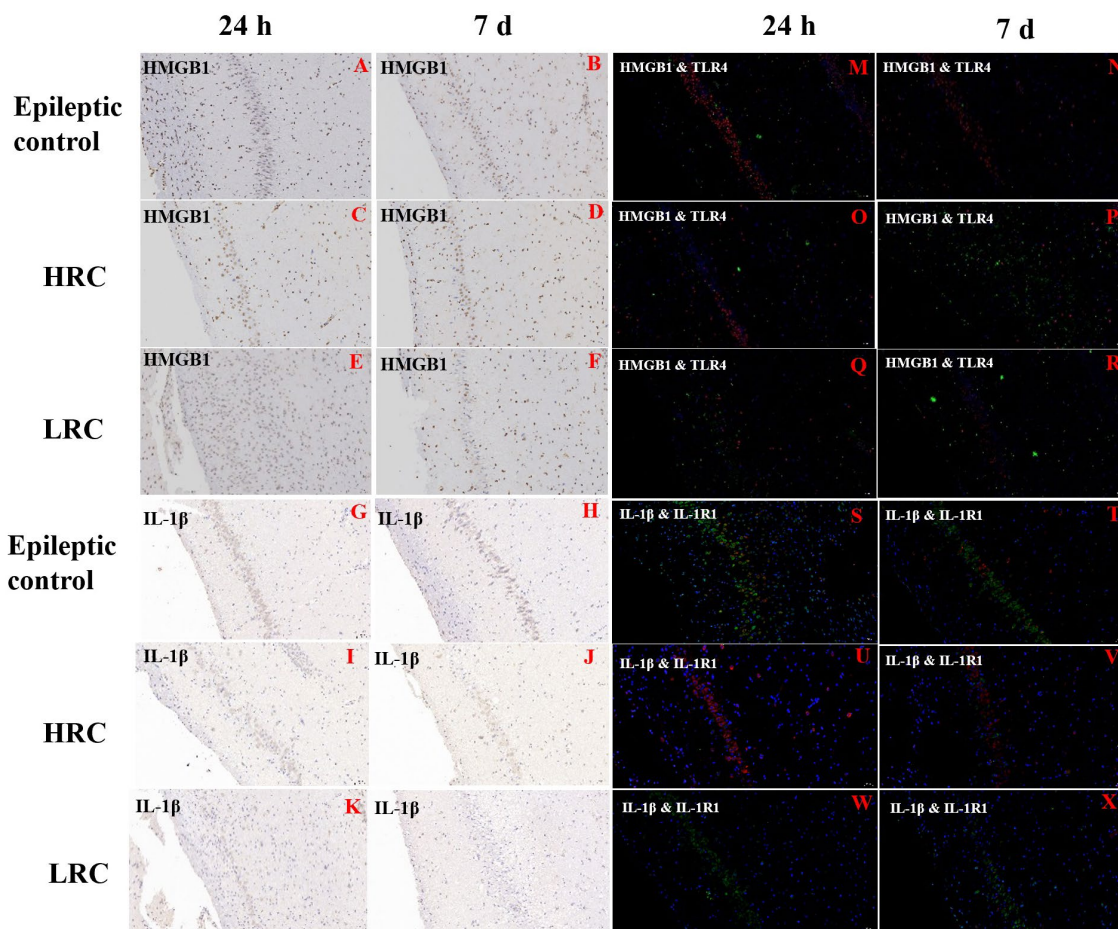 24 h 7 d 24 h 7 d
Epileptic
control
HMGB1 A HMGB1 B HMGB1 & TLR4 M HMGB1 & TLR4 N
HRC
HMGB1 C HMGB1 D HMGB1 & TLR4 O HMGB1 & TLR4 P
LRC
HMGB1 E HMGB1 F HMGB1 & TLR4 Q HMGB1 & TLR4 R
Epileptic
control
IL-1β G IL-1β H IL-1β & IL-1R1 S IL-1β & IL-1R1 T
HRC
IL-1β I IL-1β J IL-1β & IL-1R1 U IL-1β & IL-1R1 V
LRC
IL-1β K IL-1β IL-1β & IL-1R1 W IL-1β & IL-1R1 X